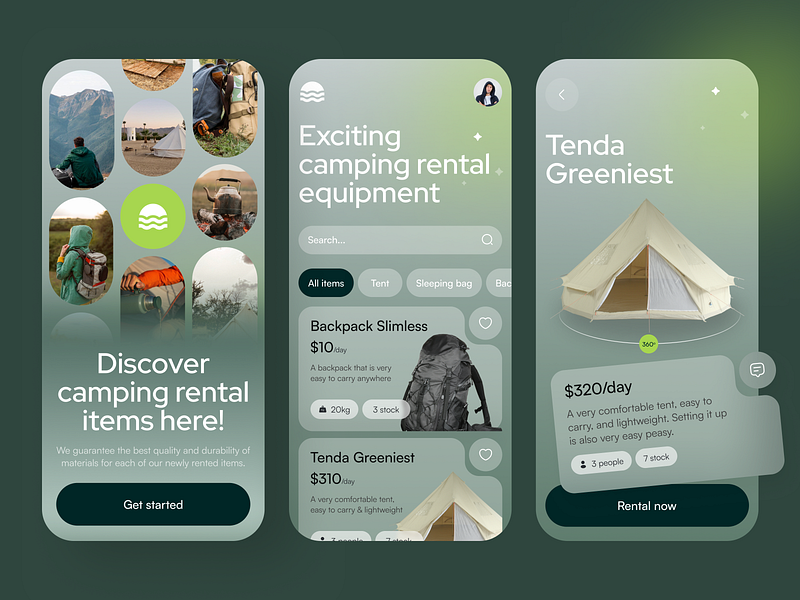 Discover
camping rental
items here!
We guarantee the best quality and durability of
materials for each of our newly rented items.
Get started
Exciting
camping rental
equipment
Search...
All items
Tent
Sleeping bag
Bac
Backpack Slimless
$10/day
A backpack that is very
easy to carry anywhere
20kg
3 stock
Tenda Greeniest
$310/day
A very comfortable tent,
easy to carry & lightweight
3 people
7 stock
Tenda
Greeniest
360°
$320/day
A very comfortable tent, easy to
carry, and lightweight. Setting it up
is also very easy peasy.
3 people
7 stock
Rental now